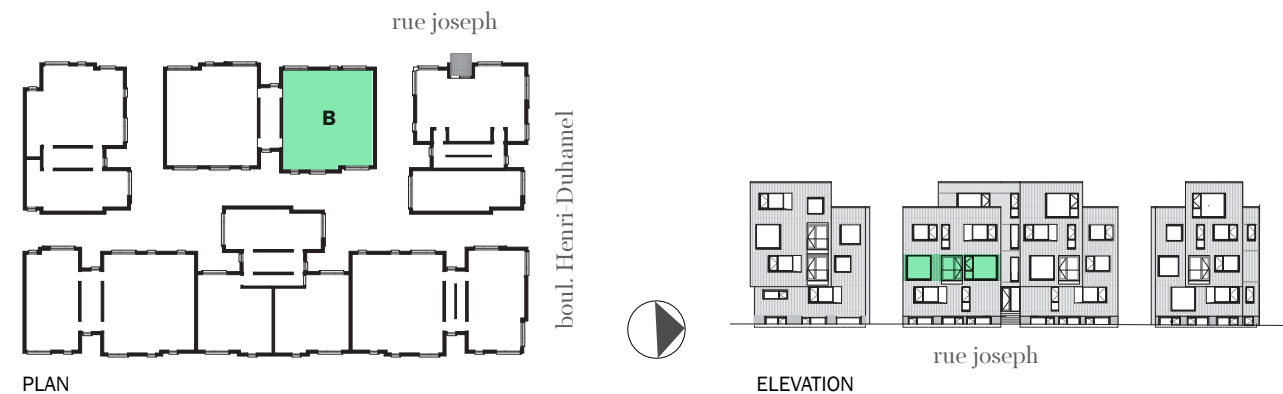 rue joseph
B
boul. Henri-Duhamel
PLAN
rue joseph
ELEVATION